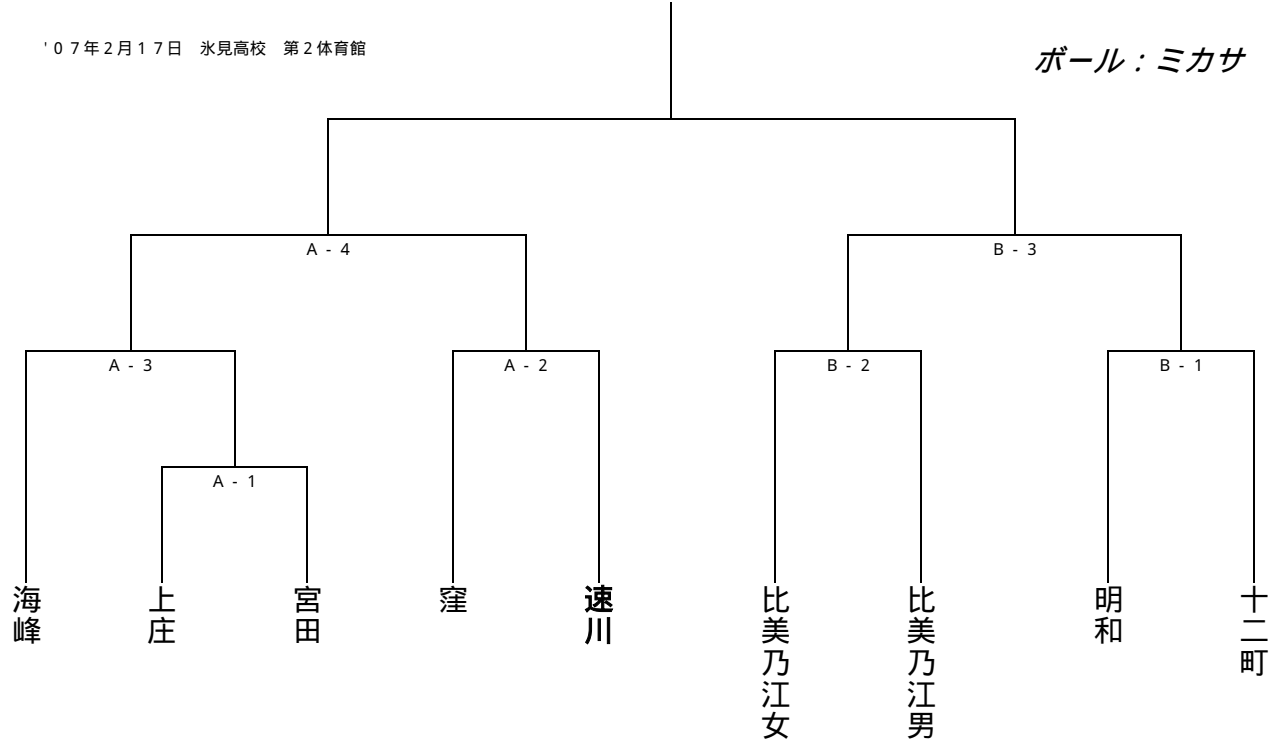 '０７年２月１７日　氷見高校　第２体育館
ボール：ミカサ
Ａ-４
Ｂ-３
Ａ-３
Ａ-２
Ｂ-２
Ｂ-１
Ａ-１
海峰
上庄
宮田
窪
速川
比美乃江女
比美乃江男
明和
十二町